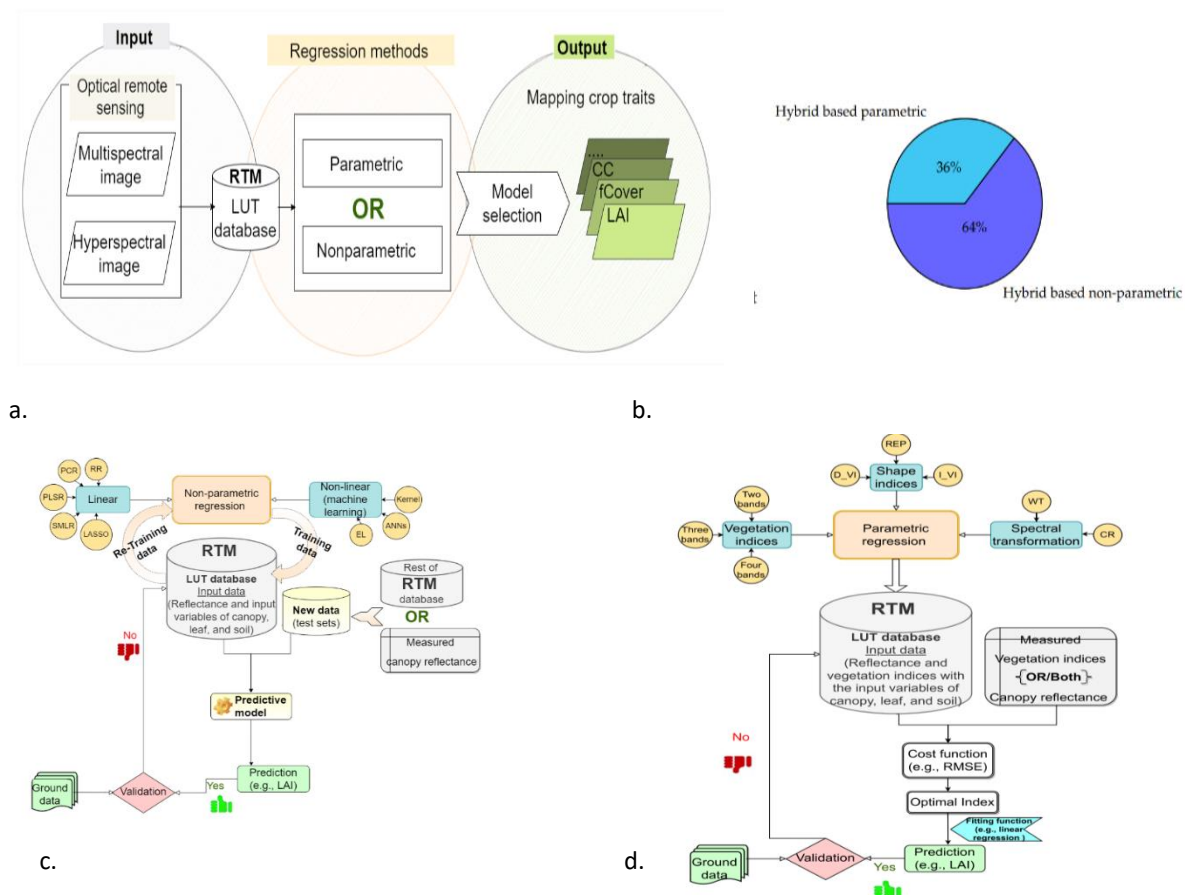 Input
Optical remote
sensing
Multispectral
image
Hyperspectral
image
RTM
LUT
database
Regression methods
Parametric
OR
Nonparametric
Model
selection
Output
Mapping crop traits
....
CC
fCover
LAI
a.
Hybrid based parametric
36%
64%
Hybrid based non-parametric
t
b.
PCR
RR
PLSR
SMLR
LASSO
Linear
Non-parametric
regression
Non-linear
(machine
learning)
Kernel
ANNs
EL
Re-Training
data
Training
data
RTM
LUT database
Input data
(Reflectance and input
variables of canopy,
leaf, and soil)
New data
(test sets)
Rest of
RTM
database
OR
Measured
canopy reflectance
No
Predictive
model
Prediction
(e.g., LAI)
Yes
Validation
Ground
data
c.
REP
D_VI
Shape
indices
I_VI
Two
bands
Three
bands
Vegetation
indices
Four
bands
Parametric
regression
WT
Spectral
transformation
CR
RTM
LUT database
Input data
(Reflectance and
vegetation indices with
the input variables of
canopy, leaf, and soil)
Measured
Vegetation indices
{OR/Both}
Canopy reflectance
No
Cost function
(e.g., RMSE)
Optimal Index
Fitting function
(e.g., linear
regression )
Prediction
(e.g., LAI)
Yes
Validation
Ground
data
d.